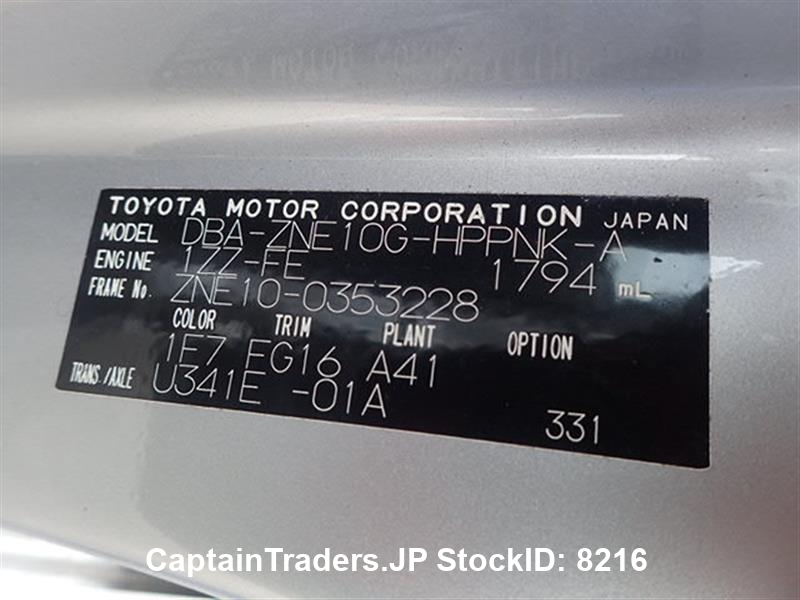 TOYOTA MOTOR CORPORATION JAPAN
MODEL DBA-ZNE10G-HPPNK-A
ENGINE 1ZZ-FE 1794 mL
FRAME No. ZNE10-0353228
COLOR TRIM PLANT OPTION
1F7 FG16 A41
TRANS./AXLE U341E -01A
331
CaptainTraders.JP StockID: 8216